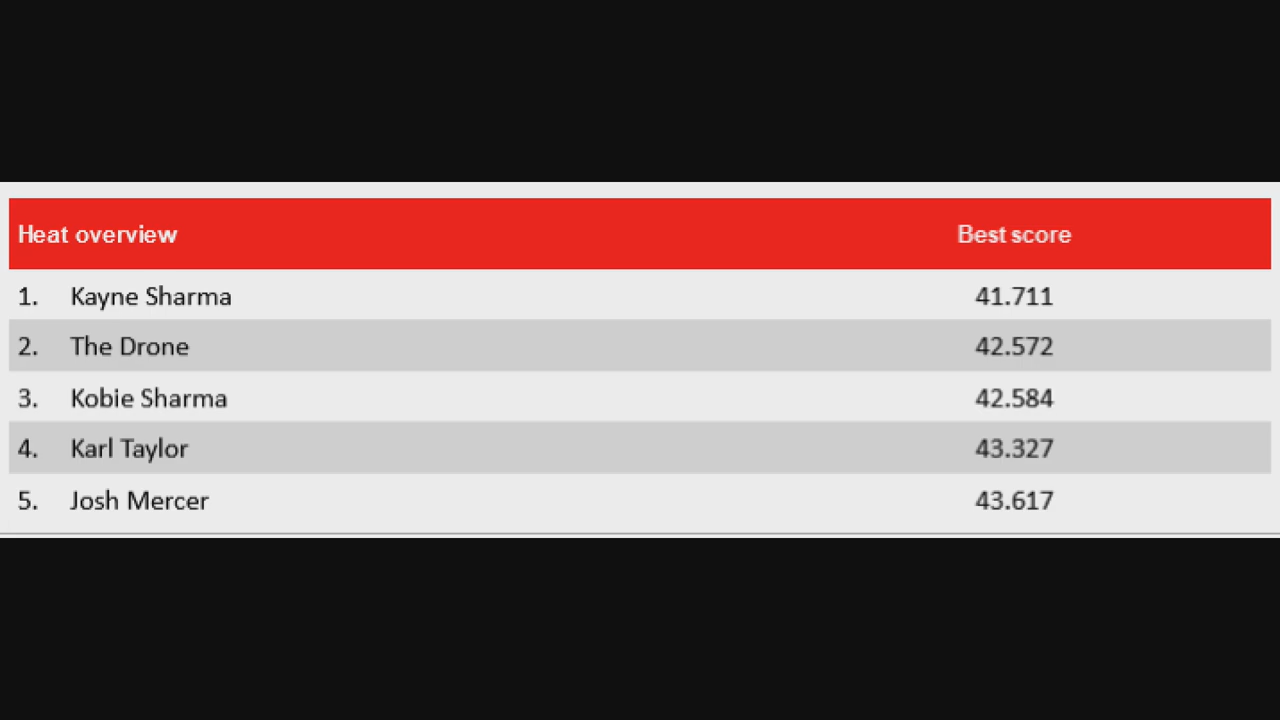 Heat overview Best score
1. Kayne Sharma 41.711
2. The Drone 42.572
3. Kobie Sharma 42.584
4. Karl Taylor 43.327
5. Josh Mercer 43.617